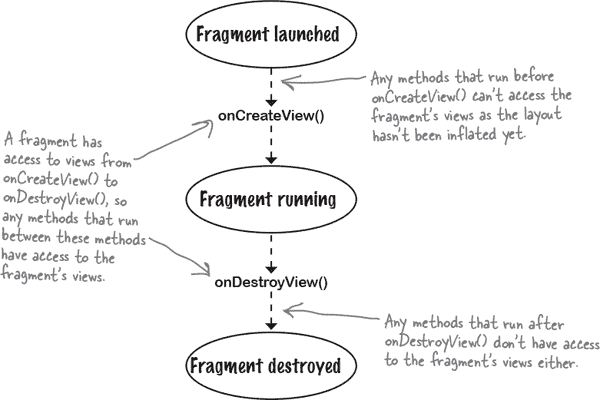 Fragment launched
Any methods that run before
onCreateView() can't access the
fragment's views as the layout
hasn't been inflated yet.
onCreateView()
A fragment has
access to views from
onCreateView() to
onDestroyView(), so
any methods that run
between these methods
have access to the
fragment's views.
Fragment running
onDestroyView()
Any methods that run after
onDestroyView() don't have access
to the fragment's views either.
Fragment destroyed